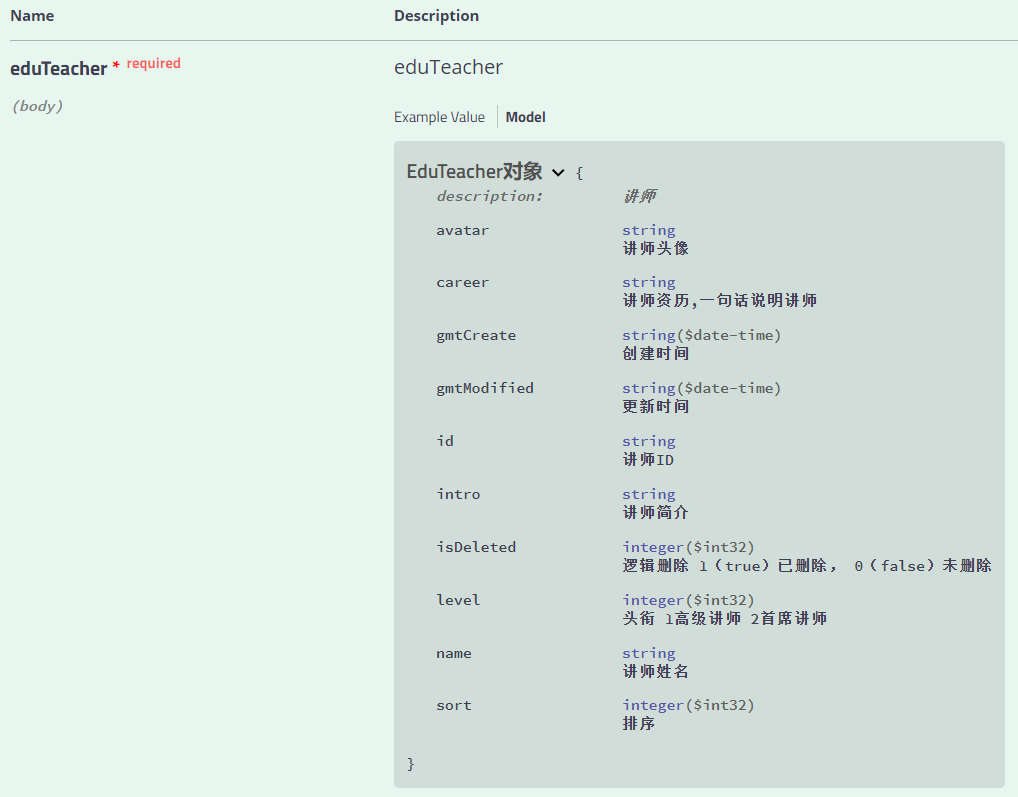 Name Description
eduTeacher * required eduTeacher
(body)
Example Value Model
EduTeacher对象 {
description: 讲师
avatar string
讲师头像
career string
讲师资历,一句话说明讲师
gmtCreate string($date-time)
创建时间
gmtModified string($date-time)
更新时间
id string
讲师ID
intro string
讲师简介
isDeleted integer($int32)
逻辑删除 1（true）已删除， 0（false）未删除
level integer($int32)
头衔 1高级讲师 2首席讲师
name string
讲师姓名
sort integer($int32)
排序
}